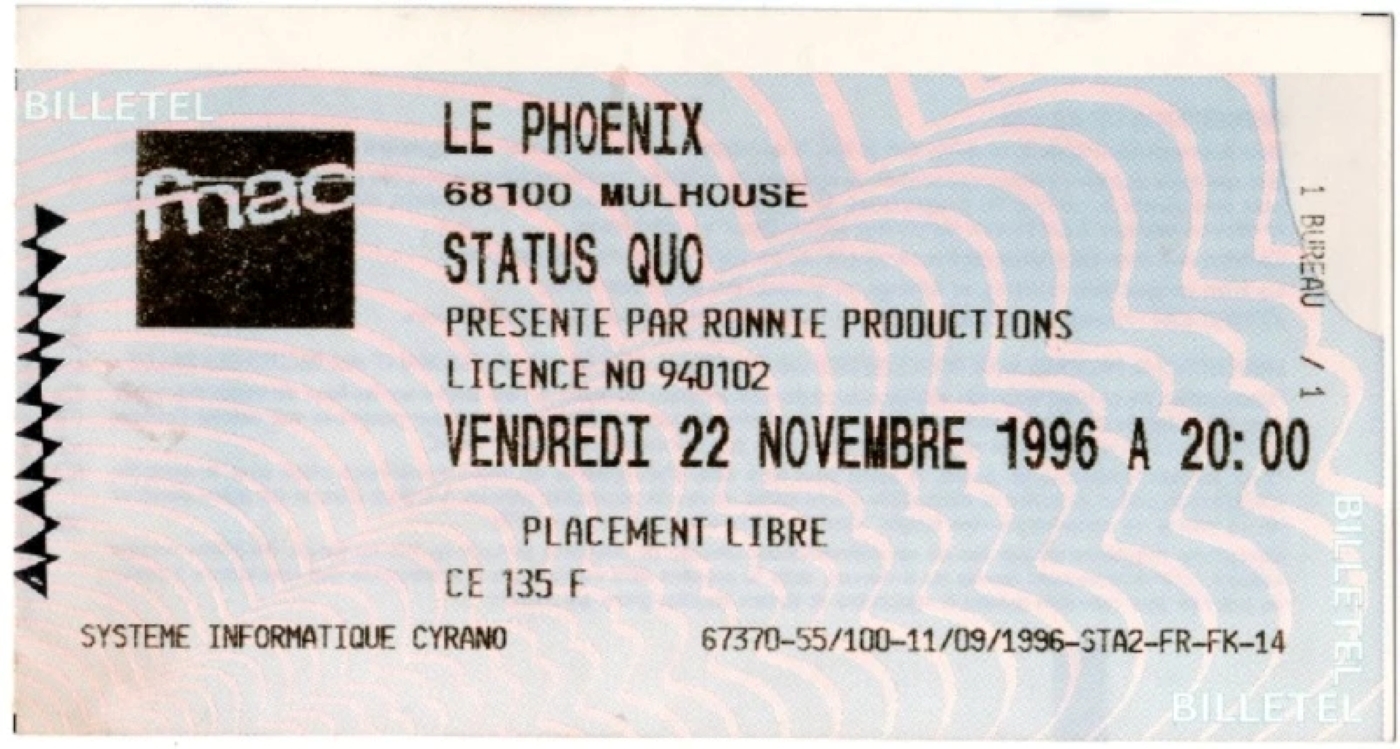 BILLETEL
fnac
LE PHOENIX
68100 MULHOUSE
STATUS QUO
PRESENTE PAR RONNIE PRODUCTIONS
LICENCE NO 940102
VENDREDI 22 NOVEMBRE 1996 A 20:00
PLACEMENT LIBRE
CE 135 F
SYSTEME INFORMATIQUE CYRANO
67370-55/100-11/09/1996-STA2-FR-FK-14
1 BUREAU / 1
BILLETEL
BILLETEL